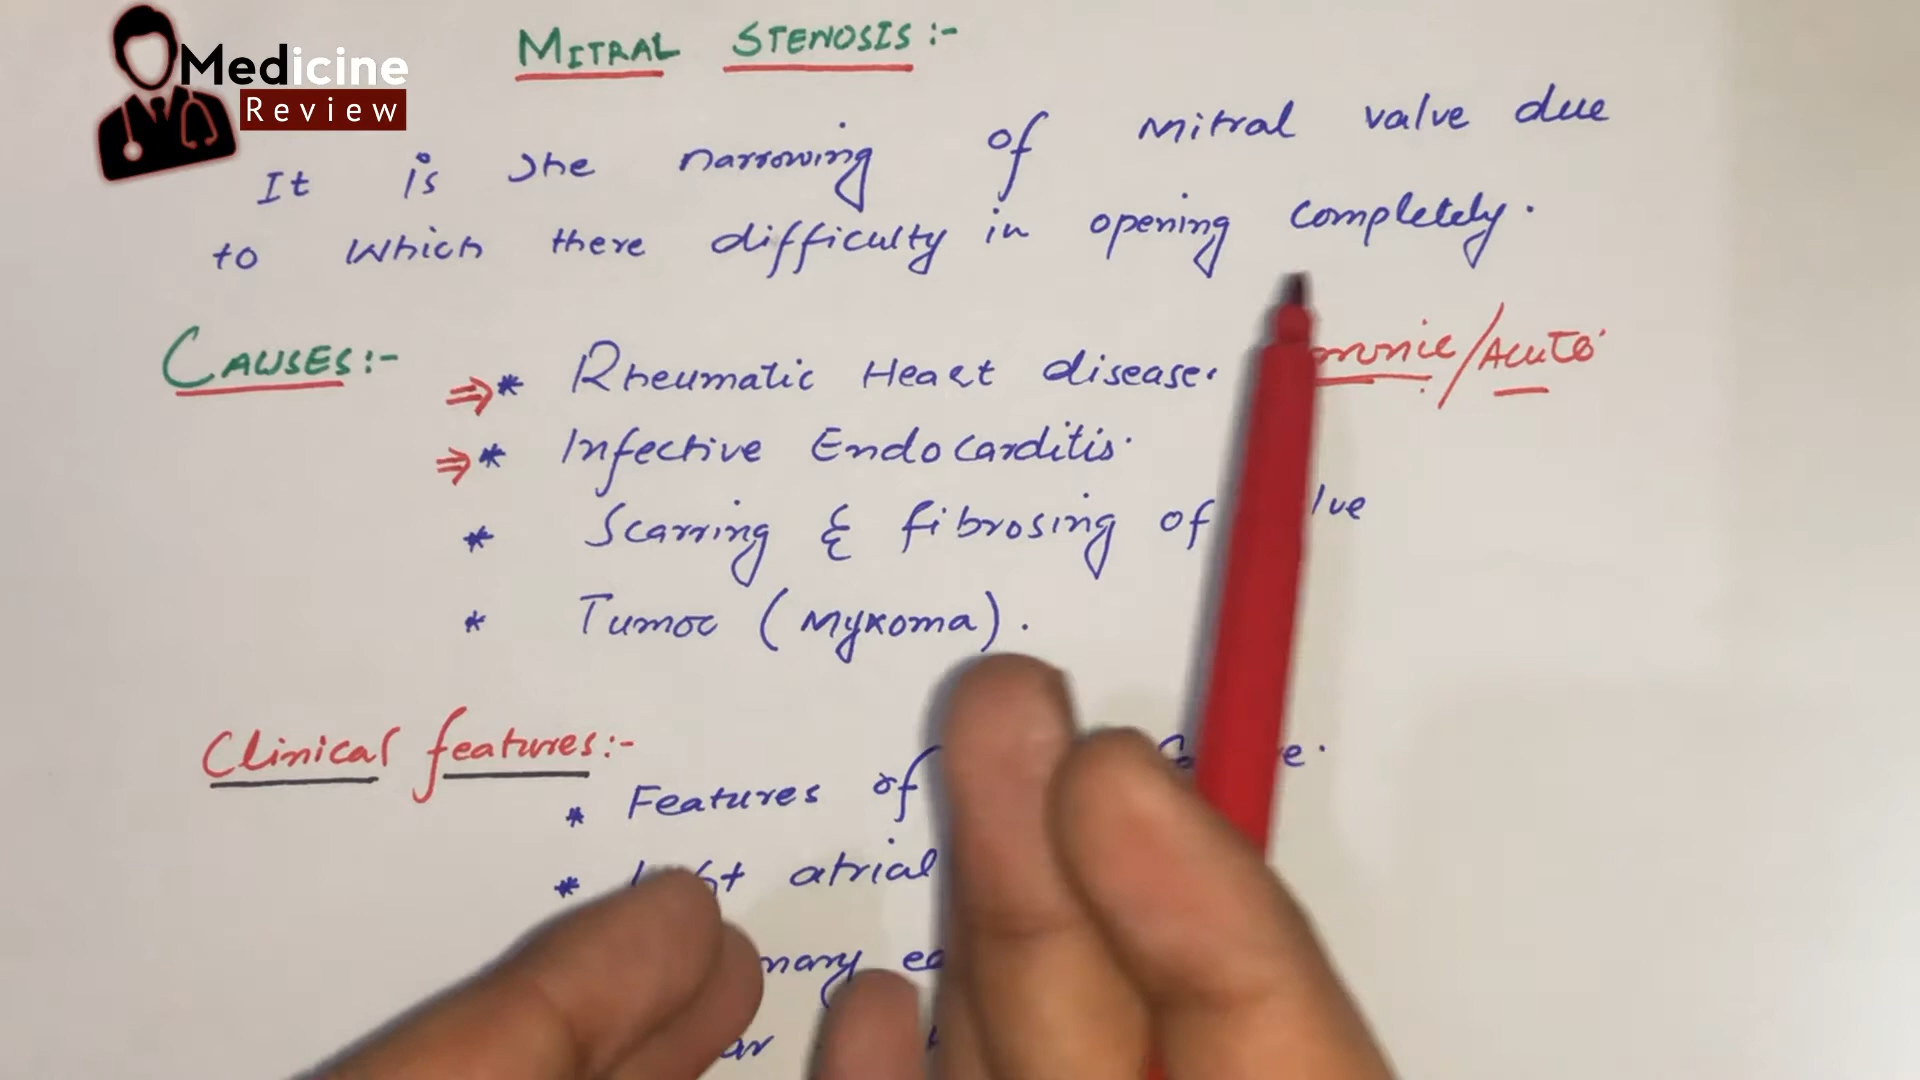 Medicine
Review
MITRAL STENOSIS :-
It is the narrowing of Mitral valve due
to which there difficulty in opening completely.
CAUSES :-
⇒* Rheumatic Heart disease. /Acute
⇒* Infective Endocarditis.
* Scarring & fibrosing of
* Tumor (Myxoma).
Clinical features :-
* Features of
* atrial